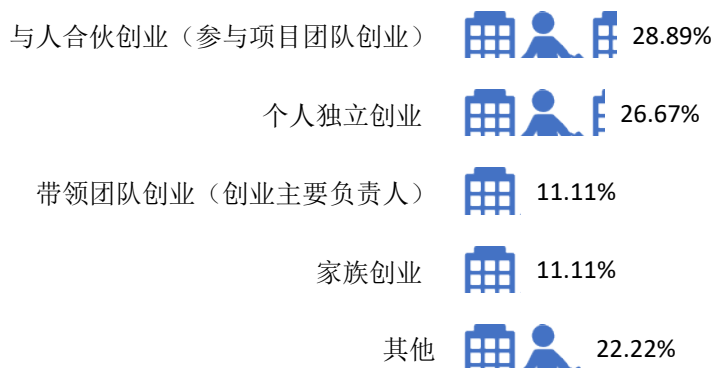 与人合伙创业（参与项目团队创业） 28.89%
个人独立创业 26.67%
带领团队创业（创业主要负责人） 11.11%
家族创业 11.11%
其他 22.22%